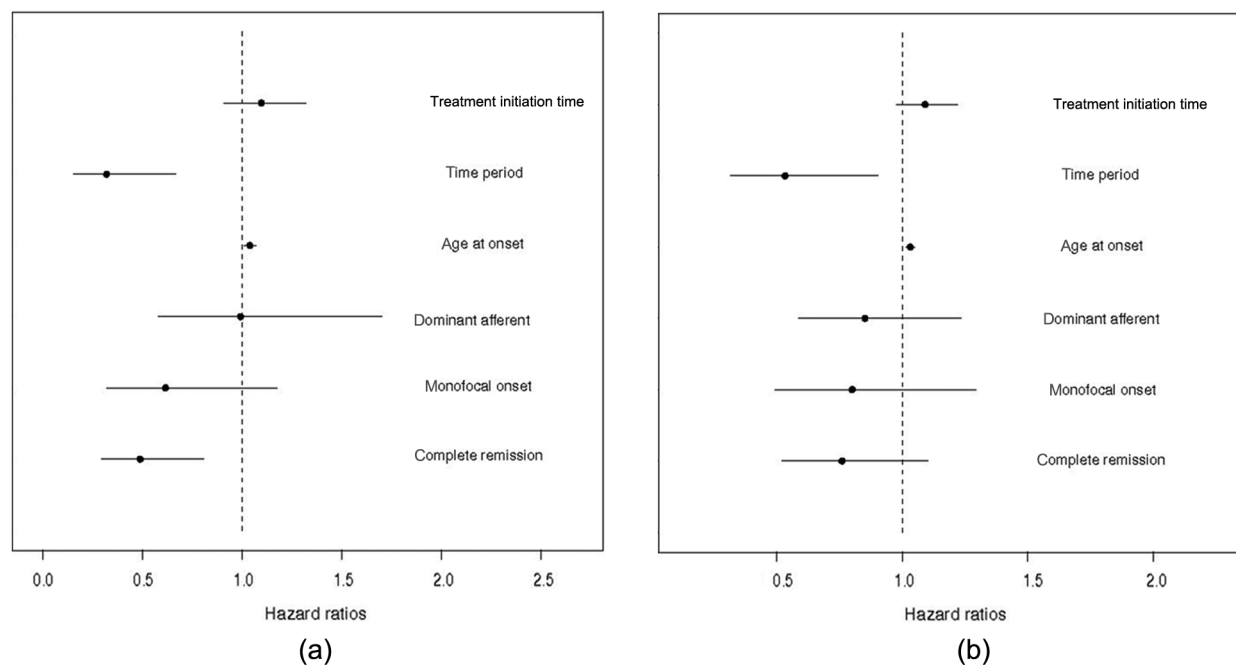 Treatment initiation time
Time period
Age at onset
Dominant afferent
Monofocal onset
Complete remission
0.0 0.5 1.0 1.5 2.0 2.5
Hazard ratios
(a)
Treatment initiation time
Time period
Age at onset
Dominant afferent
Monofocal onset
Complete remission
0.5 1.0 1.5 2.0
Hazard ratios
(b)